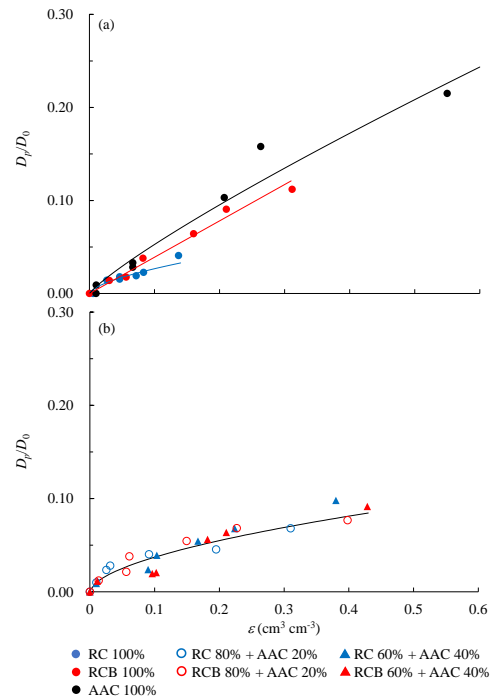 (a)
0.30
0.20
0.10
0.00
Dp/D0
(b)
0.30
0.20
0.10
0.00
Dp/D0
0 0.1 0.2 0.3 0.4 0.5 0.6
ε (cm³ cm⁻³)
RC 100% RC 80% + AAC 20% RC 60% + AAC 40%
RCB 100% RCB 80% + AAC 20% RCB 60% + AAC 40%
AAC 100%